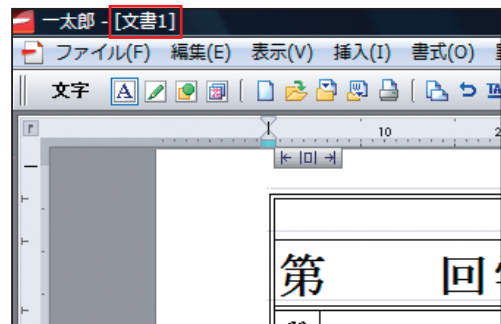 一太郎 - [文書1]
ファイル(F) 編集(E) 表示(V) 挿入(I) 書式(O)
文字 A
10 2
第 回